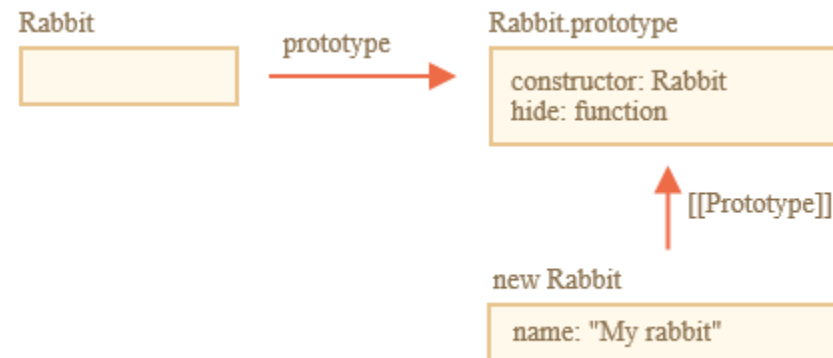 Rabbit
prototype
Rabbit.prototype
constructor: Rabbit
hide: function
[[Prototype]]
new Rabbit
name: "My rabbit"